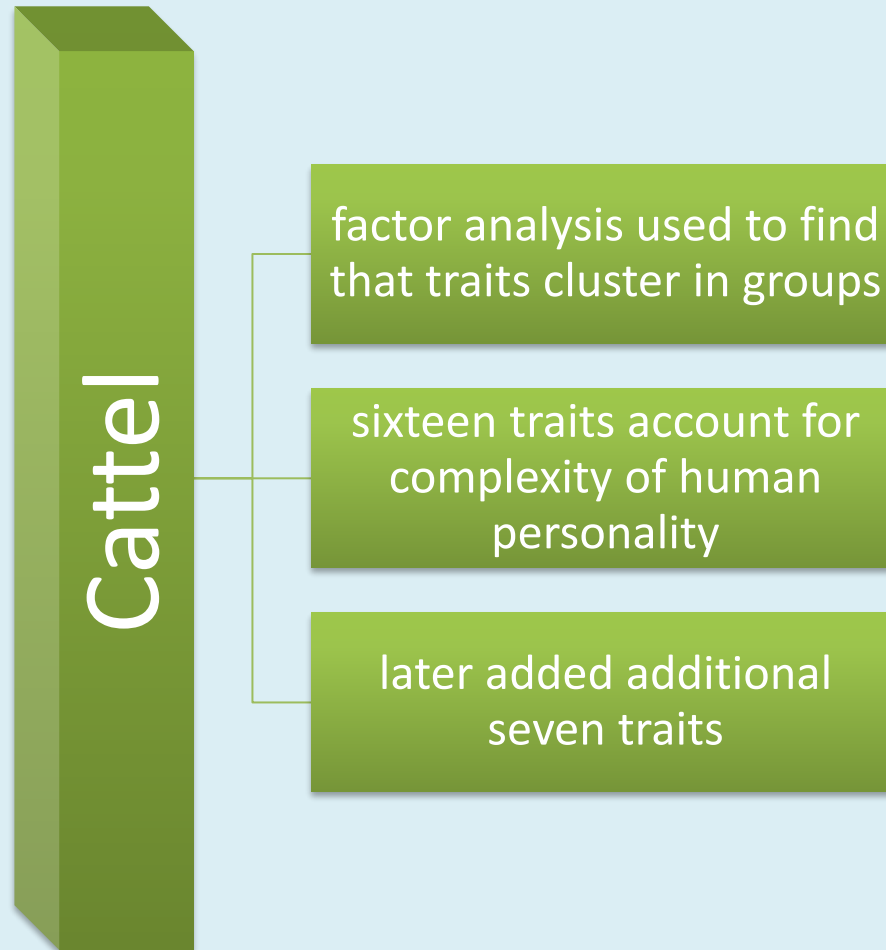 Cattel
factor analysis used to find
that traits cluster in groups
sixteen traits account for
complexity of human
personality
later added additional
seven traits